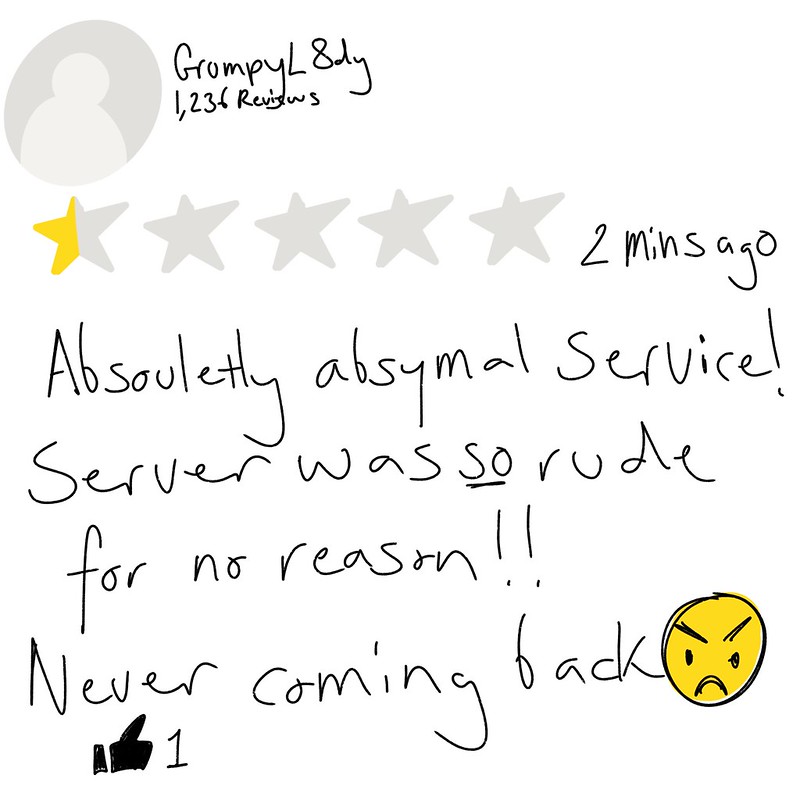 GrompyL8dy
1,236 Reviews
2 mins ago
Absouletly absymal service!
Server was so rude
for no reason!!
Never coming back
1